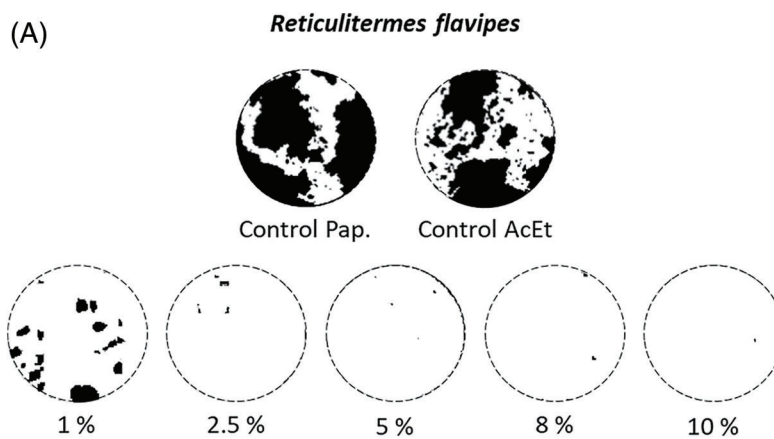 (A)
Reticulitermes flavipes
Control Pap. Control AcEt
1 % 2.5 % 5 % 8 % 10 %